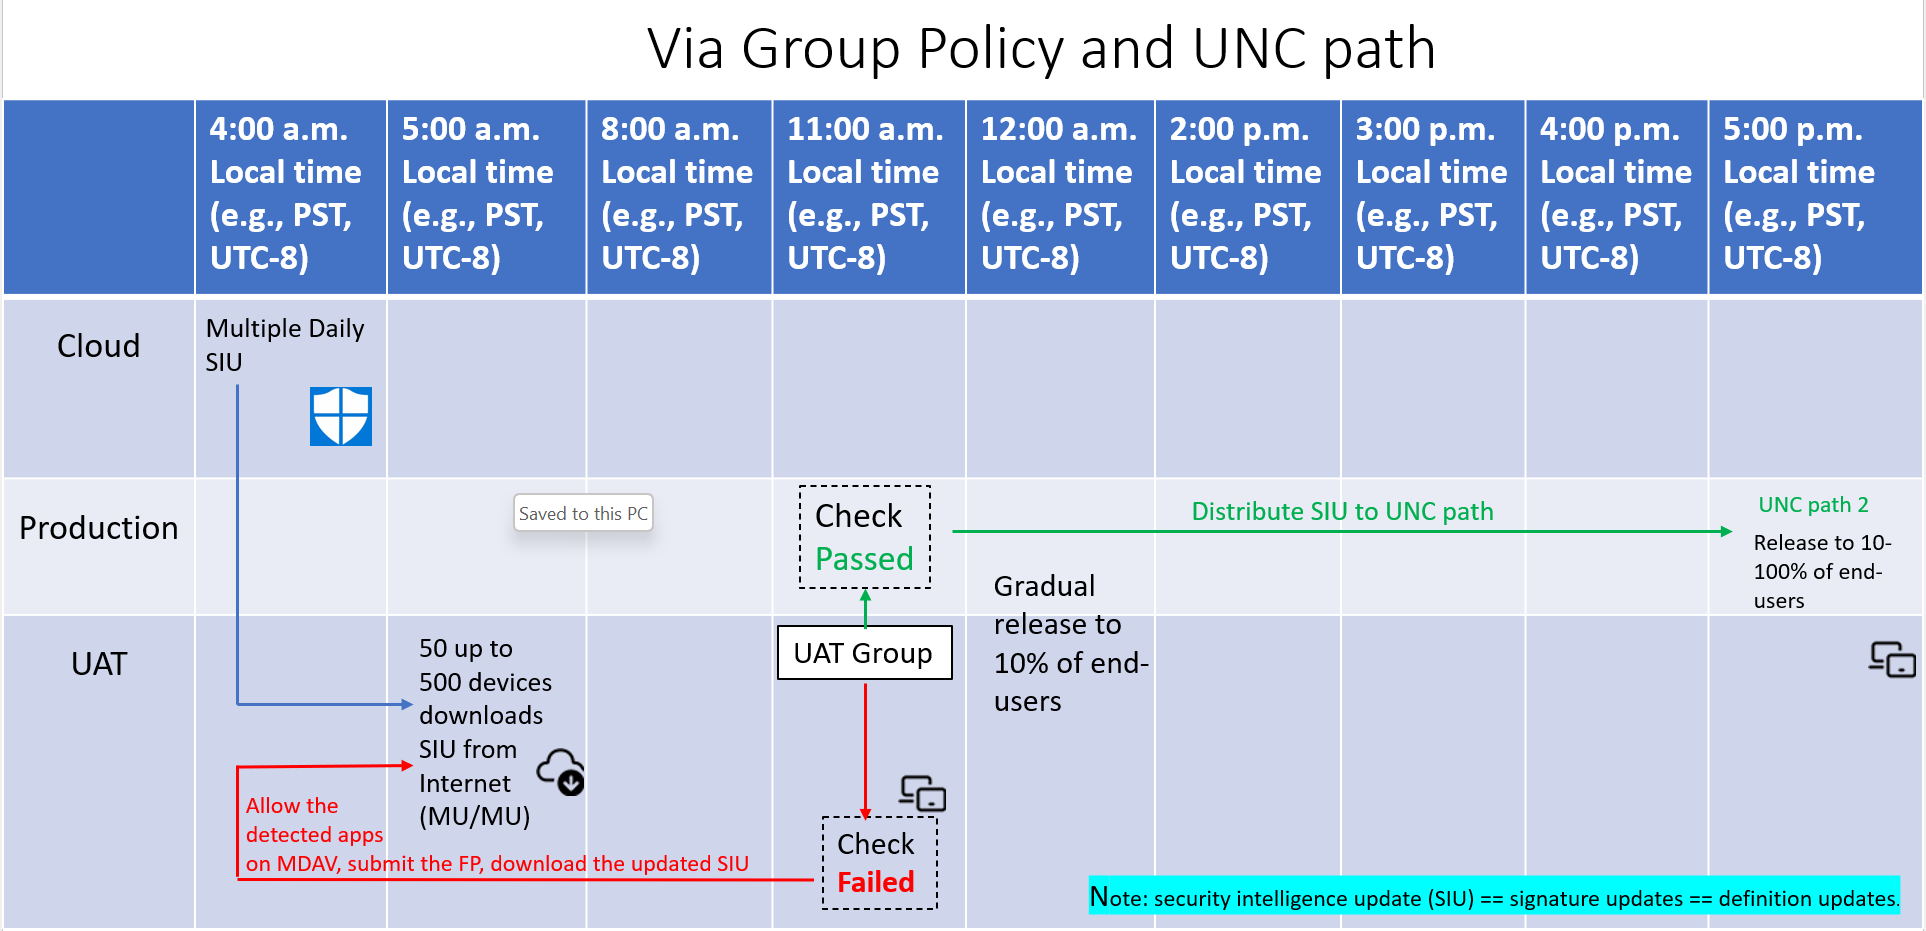 Via Group Policy and UNC path
4:00 a.m.
Local time
(e.g., PST,
UTC-8)
5:00 a.m.
Local time
(e.g., PST,
UTC-8)
8:00 a.m.
Local time
(e.g., PST,
UTC-8)
11:00 a.m.
Local time
(e.g., PST,
UTC-8)
12:00 a.m.
Local time
(e.g., PST,
UTC-8)
2:00 p.m.
Local time
(e.g., PST,
UTC-8)
3:00 p.m.
Local time
(e.g., PST,
UTC-8)
4:00 p.m.
Local time
(e.g., PST,
UTC-8)
5:00 p.m.
Local time
(e.g., PST,
UTC-8)
Cloud
Multiple Daily
SIU
Production
Saved to this PC
Check
Passed
Distribute SIU to UNC path
UNC path 2
Release to 10-
100% of end-
users
Gradual
release to
10% of end-
users
UAT
50 up to
500 devices
downloads
SIU from
Internet
(MU/MU)
UAT Group
Allow the
detected apps
on MDAV, submit the FP, download the updated SIU
Check
Failed
Note: security intelligence update (SIU) == signature updates == definition updates.